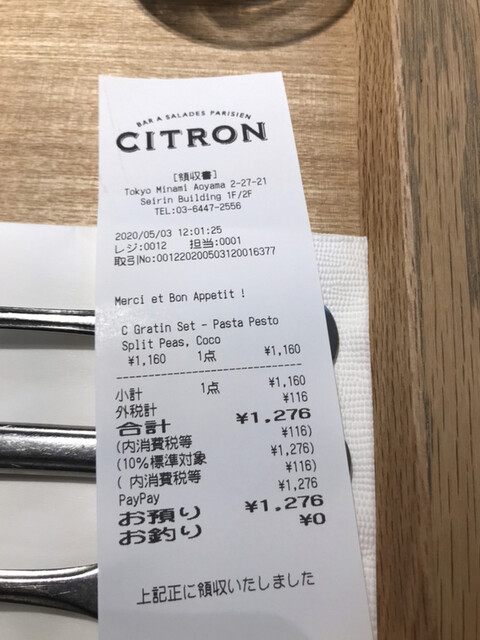 BAR A SALADES PARISIEN
CITRON
[領収書]
Tokyo Minami Aoyama 2-27-21
Seirin Building 1F/2F
TEL:03-6447-2556
2020/05/03 12:01:25
レジ:0012 担当:0001
取引No:001220200503120016377
Merci et Bon Appetit !
C Gratin Set - Pasta Pesto
Split Peas, Coco
¥1,160 1点 ¥1,160
小計 1点 ¥1,160
外税計 ¥116
合計 ¥1,276
(内消費税等 ¥116)
(10%標準対象 ¥1,276)
( 内消費税等 ¥116)
PayPay ¥1,276
お預り ¥1,276
お釣り ¥0
上記正に領収いたしました